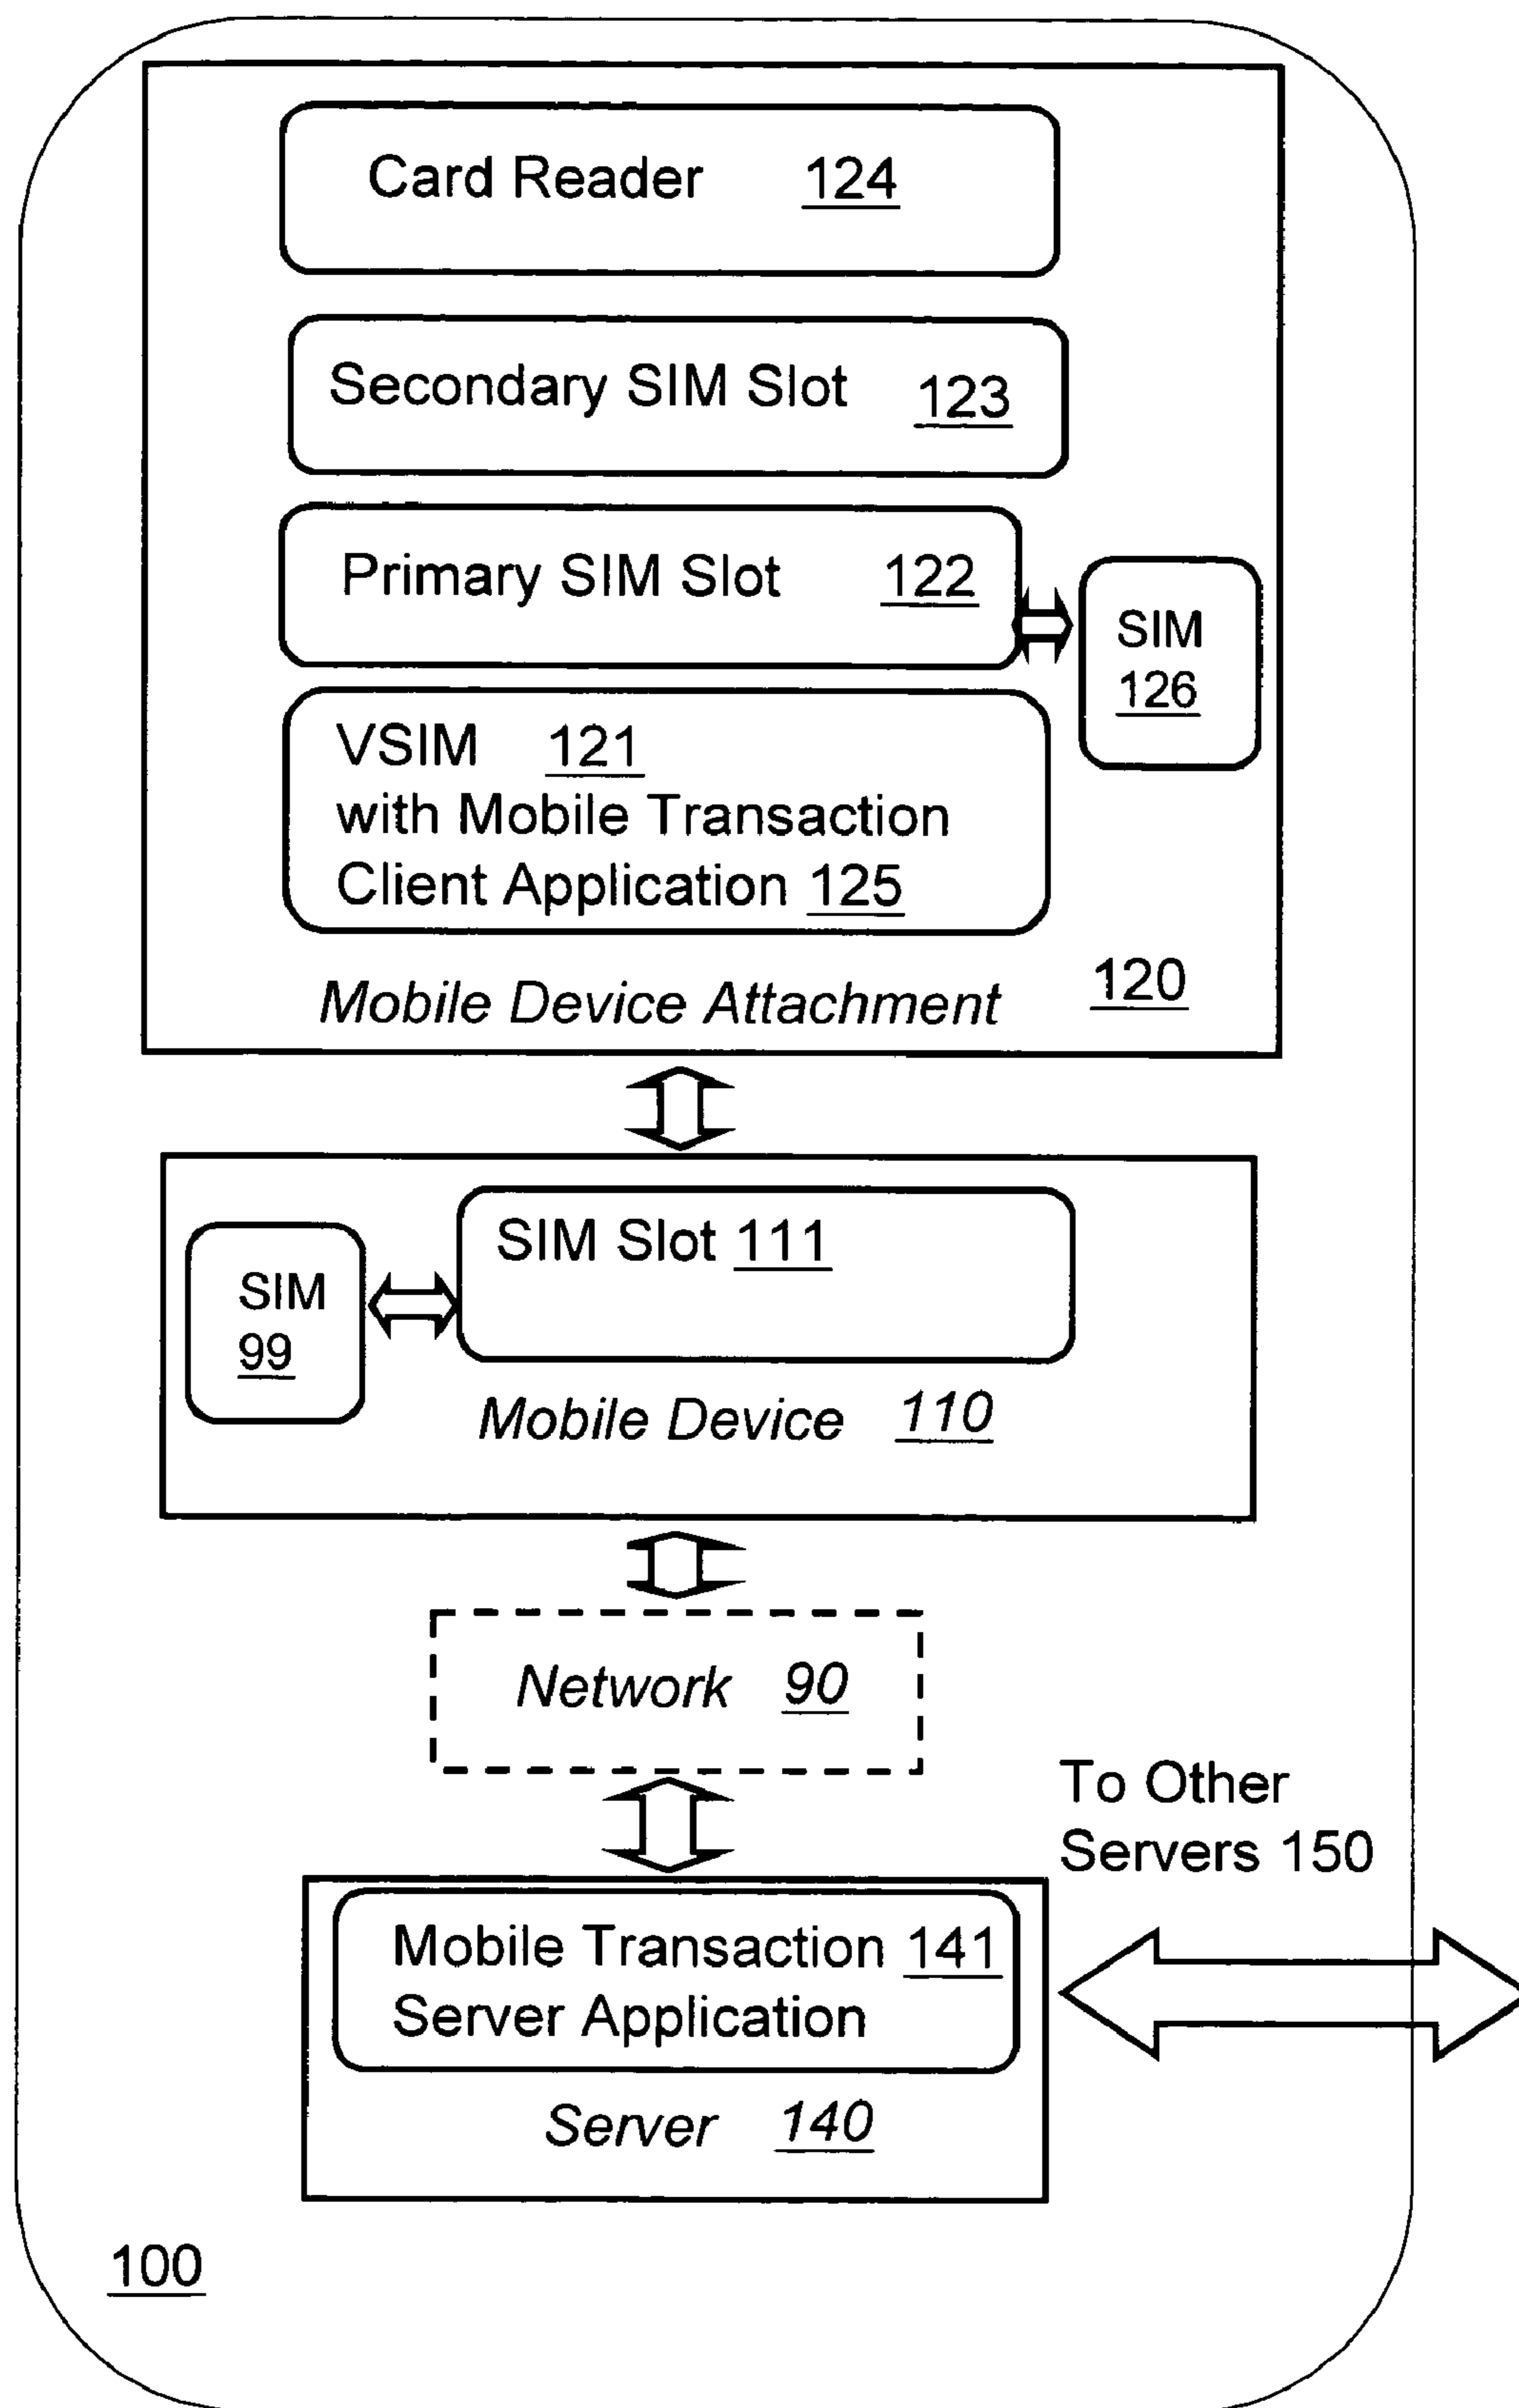 Card Reader 124
Secondary SIM Slot 123
Primary SIM Slot 122
SIM
126
VSIM 121
with Mobile Transaction
Client Application 125
Mobile Device Attachment 120
SIM Slot 111
SIM
99
Mobile Device 110
Network 90
To Other
Servers 150
Mobile Transaction 141
Server Application
Server 140
100